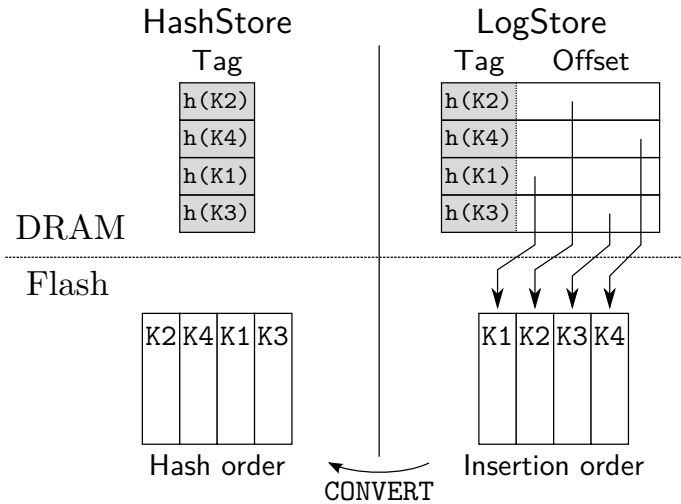 HashStore
Tag
h(K2)
h(K4)
h(K1)
h(K3)
LogStore
Tag Offset
h(K2)
h(K4)
h(K1)
h(K3)
DRAM
Flash
K2 K4 K1 K3
Hash order
K1 K2 K3 K4
Insertion order
CONVERT